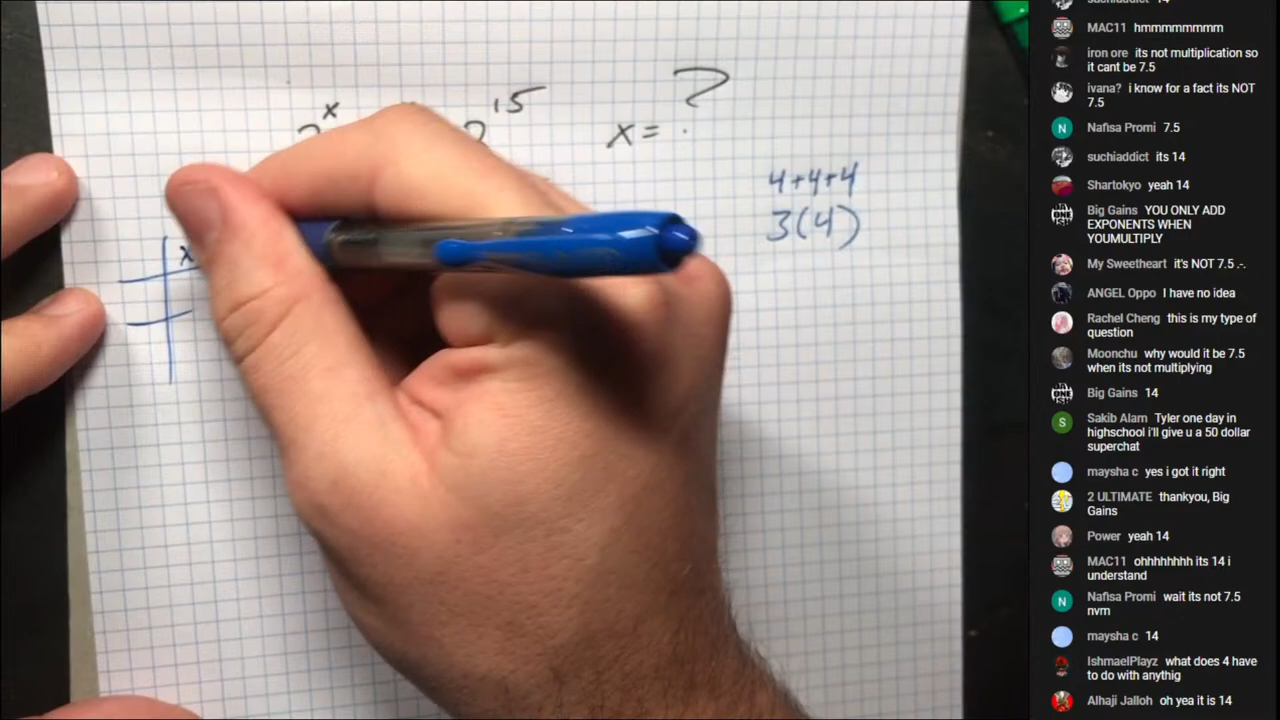 x
15
x = ?
4+4+4
3(4)
x
suchiaddict 14
MAC11 hmmmmmmmm
iron ore its not multiplication so
it cant be 7.5
ivana? i know for a fact its NOT
7.5
N Nafisa Promi 7.5
suchiaddict its 14
Shartokyo yeah 14
Big Gains YOU ONLY ADD
EXPONENTS WHEN
YOUMULTIPLY
My Sweetheart it's NOT 7.5 .-.
ANGEL Oppo I have no idea
Rachel Cheng this is my type of
question
Moonchu why would it be 7.5
when its not multiplying
Big Gains 14
S Sakib Alam Tyler one day in
highschool i'll give u a 50 dollar
superchat
maysha c yes i got it right
2 ULTIMATE thankyou, Big
Gains
Power yeah 14
MAC11 ohhhhhhhh its 14 i
understand
N Nafisa Promi wait its not 7.5
nvm
maysha c 14
IshmaelPlayz what does 4 have
to do with anythig
Alhaji Jalloh oh yea it is 14